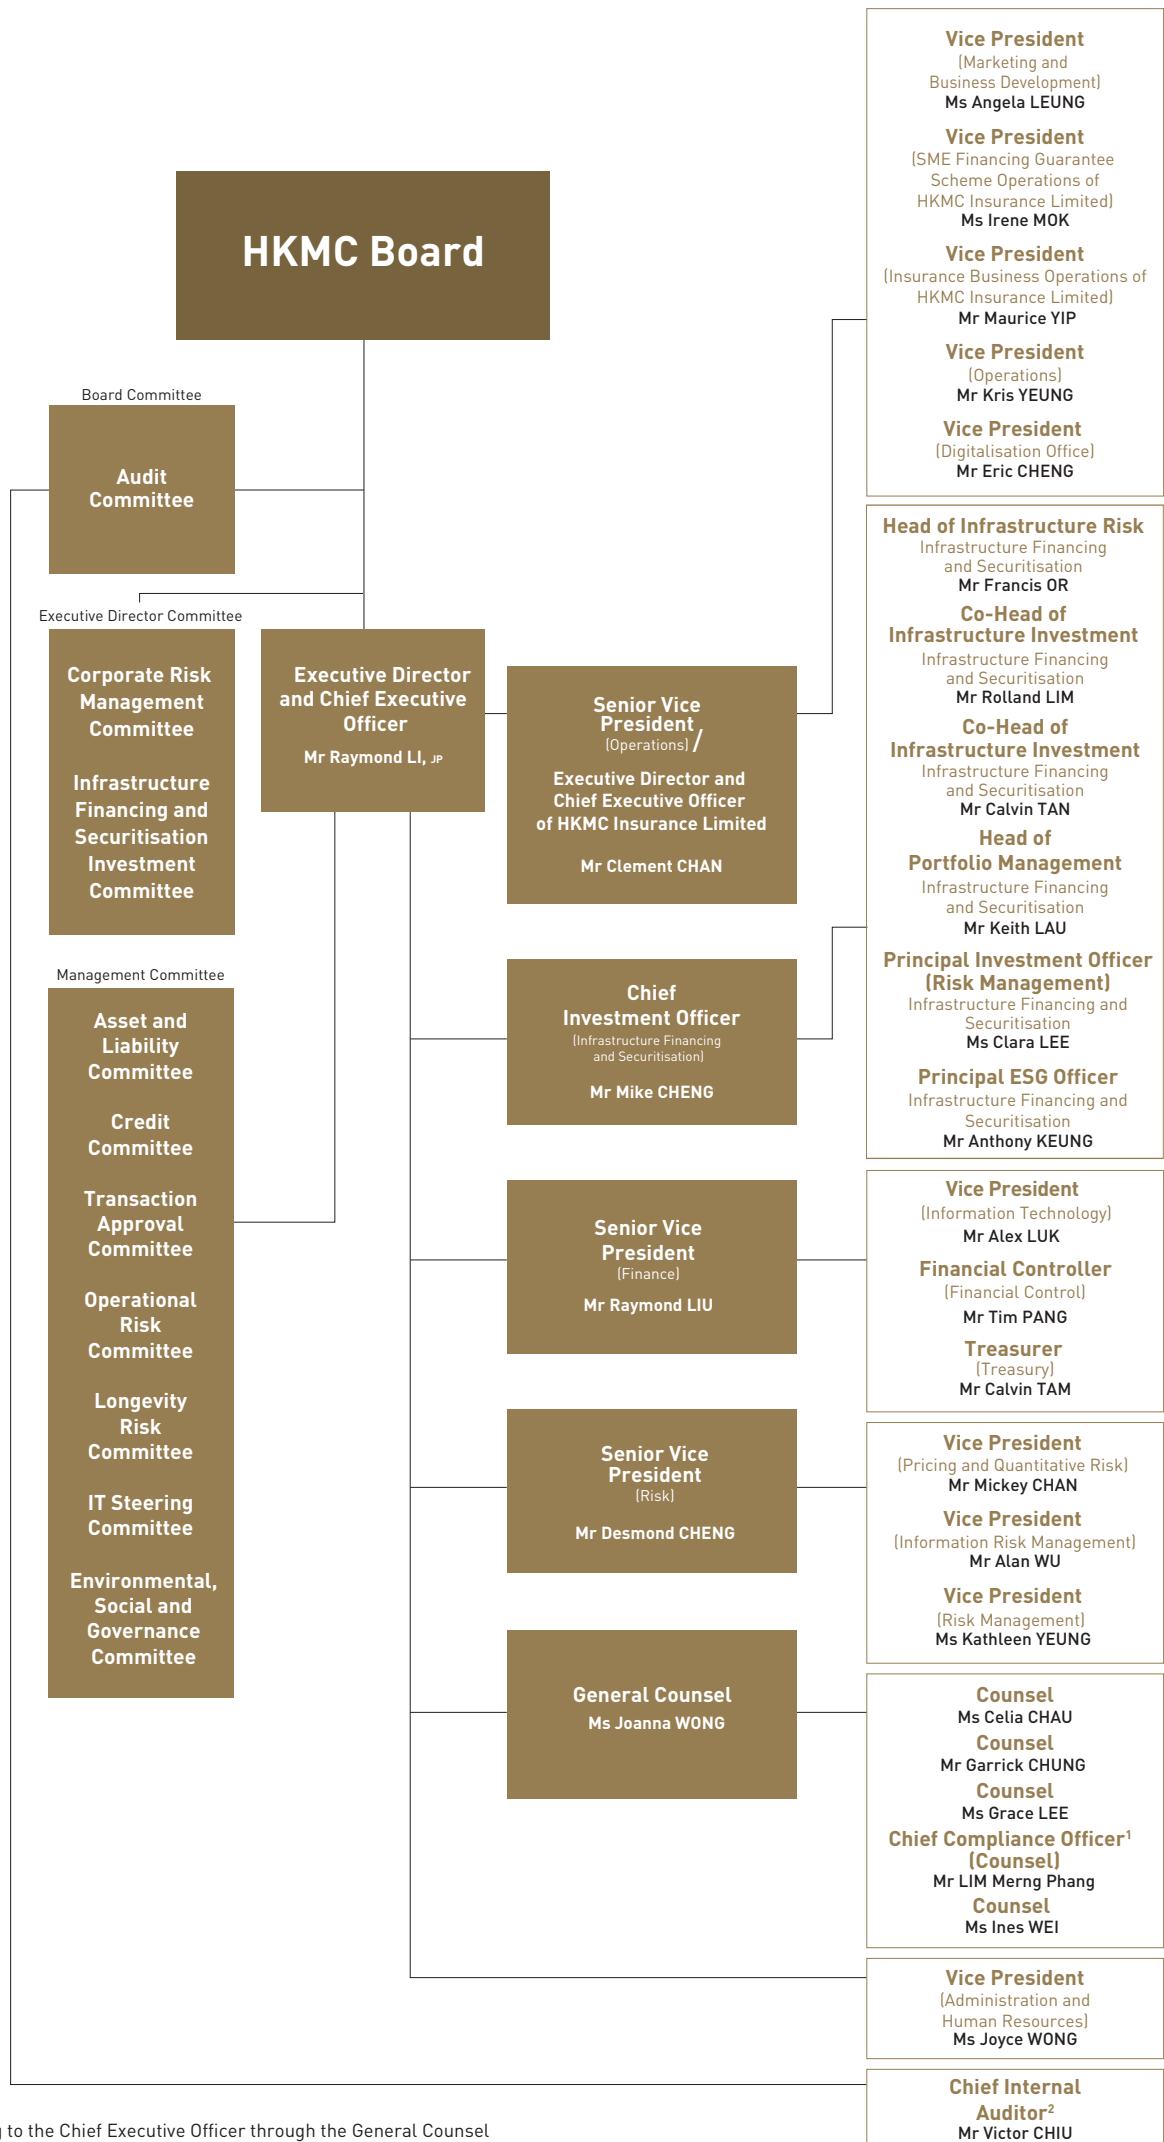 HKMC Board
Board Committee
Audit
Committee
Executive Director Committee
Corporate Risk
Management
Committee
Infrastructure
Financing and
Securitisation
Investment
Committee
Management Committee
Asset and
Liability
Committee
Credit
Committee
Transaction
Approval
Committee
Operational
Risk
Committee
Longevity
Risk
Committee
IT Steering
Committee
Environmental,
Social and
Governance
Committee
Executive Director
and Chief Executive
Officer
Mr Raymond LI, JP
Senior Vice
President
(Operations) /
Executive Director and
Chief Executive Officer
of HKMC Insurance Limited
Mr Clement CHAN
Chief
Investment Officer
(Infrastructure Financing
and Securitisation)
Mr Mike CHENG
Senior Vice
President
(Finance)
Mr Raymond LIU
Senior Vice
President
(Risk)
Mr Desmond CHENG
General Counsel
Ms Joanna WONG
Vice President
(Marketing and
Business Development)
Ms Angela LEUNG
Vice President
(SME Financing Guarantee
Scheme Operations of
HKMC Insurance Limited)
Ms Irene MOK
Vice President
(Insurance Business Operations of
HKMC Insurance Limited)
Mr Maurice YIP
Vice President
(Operations)
Mr Kris YEUNG
Vice President
(Digitalisation Office)
Mr Eric CHENG
Head of Infrastructure Risk
Infrastructure Financing
and Securitisation
Mr Francis OR
Co-Head of
Infrastructure Investment
Infrastructure Financing
and Securitisation
Mr Rolland LIM
Co-Head of
Infrastructure Investment
Infrastructure Financing
and Securitisation
Mr Calvin TAN
Head of
Portfolio Management
Infrastructure Financing
and Securitisation
Mr Keith LAU
Principal Investment Officer
(Risk Management)
Infrastructure Financing and
Securitisation
Ms Clara LEE
Principal ESG Officer
Infrastructure Financing and
Securitisation
Mr Anthony KEUNG
Vice President
(Information Technology)
Mr Alex LUK
Financial Controller
(Financial Control)
Mr Tim PANG
Treasurer
(Treasury)
Mr Calvin TAM
Vice President
(Pricing and Quantitative Risk)
Mr Mickey CHAN
Vice President
(Information Risk Management)
Mr Alan WU
Vice President
(Risk Management)
Ms Kathleen YEUNG
Counsel
Ms Celia CHAU
Counsel
Mr Garrick CHUNG
Counsel
Ms Grace LEE
Chief Compliance Officer¹
(Counsel)
Mr LIM Merng Phang
Counsel
Ms Ines WEI
Vice President
(Administration and
Human Resources)
Ms Joyce WONG
Chief Internal
Auditor²
Mr Victor CHIU
to the Chief Executive Officer through the General Counsel